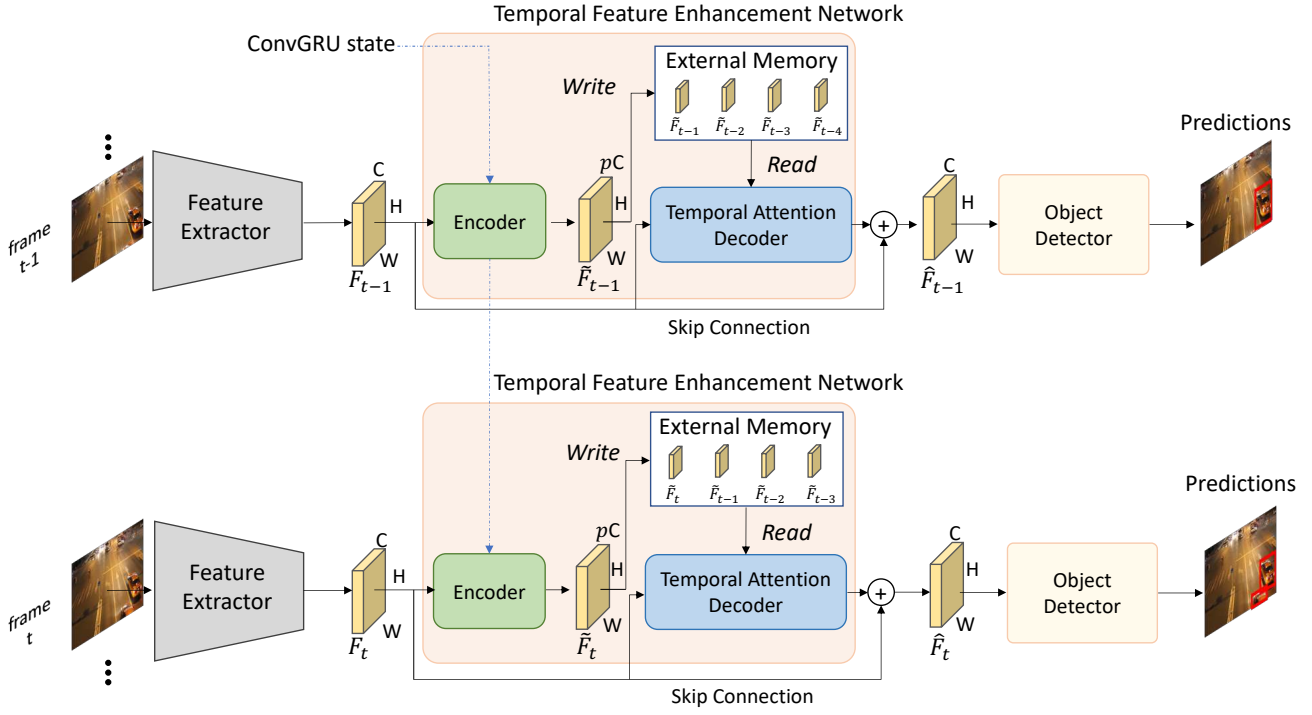 Temporal Feature Enhancement Network
ConvGRU state
External Memory
Write
F̃ₜ₋₁ F̃ₜ₋₂ F̃ₜ₋₃ F̃ₜ₋₄
Predictions
Read
C
pC
C
Feature
Extractor
H
Encoder
H
Temporal Attention
Decoder
+
H
Object
Detector
frame
t-1
W
W
W
Fₜ₋₁
F̃ₜ₋₁
F̂ₜ₋₁
Skip Connection
Temporal Feature Enhancement Network
External Memory
Write
F̃ₜ F̃ₜ₋₁ F̃ₜ₋₂ F̃ₜ₋₃
Predictions
Read
C
pC
C
Feature
Extractor
H
Encoder
H
Temporal Attention
Decoder
+
H
Object
Detector
frame
t
W
W
W
Fₜ
F̃ₜ
F̂ₜ
Skip Connection